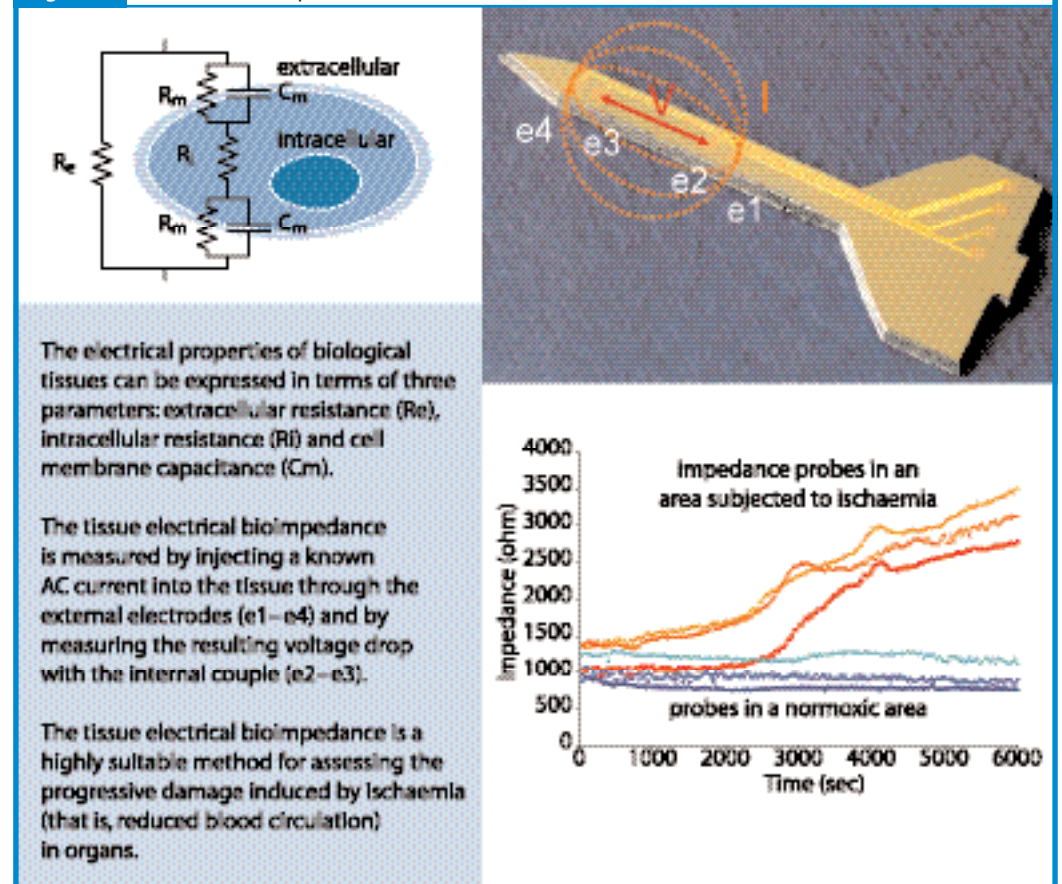 extracellular
Rm
Cm
Re
Ri
intracellular
Rm
Cm
e4
e3
V
I
e2
e1
The electrical properties of biological
tissues can be expressed in terms of three
parameters: extracellular resistance (Re),
intracellular resistance (Ri) and cell
membrane capacitance (Cm).
The tissue electrical bioimpedance
is measured by injecting a known
AC current into the tissue through the
external electrodes (e1–e4) and by
measuring the resulting voltage drop
with the internal couple (e2–e3).
The tissue electrical bioimpedance is a
highly suitable method for assessing the
progressive damage induced by ischaemia
(that is, reduced blood circulation)
in organs.
impedance probes in an
area subjected to ischaemia
Impedance (ohm)
4000
3500
3000
2500
2000
1500
1000
500
0
probes in a normoxic area
0 1000 2000 3000 4000 5000 6000
Time (sec)